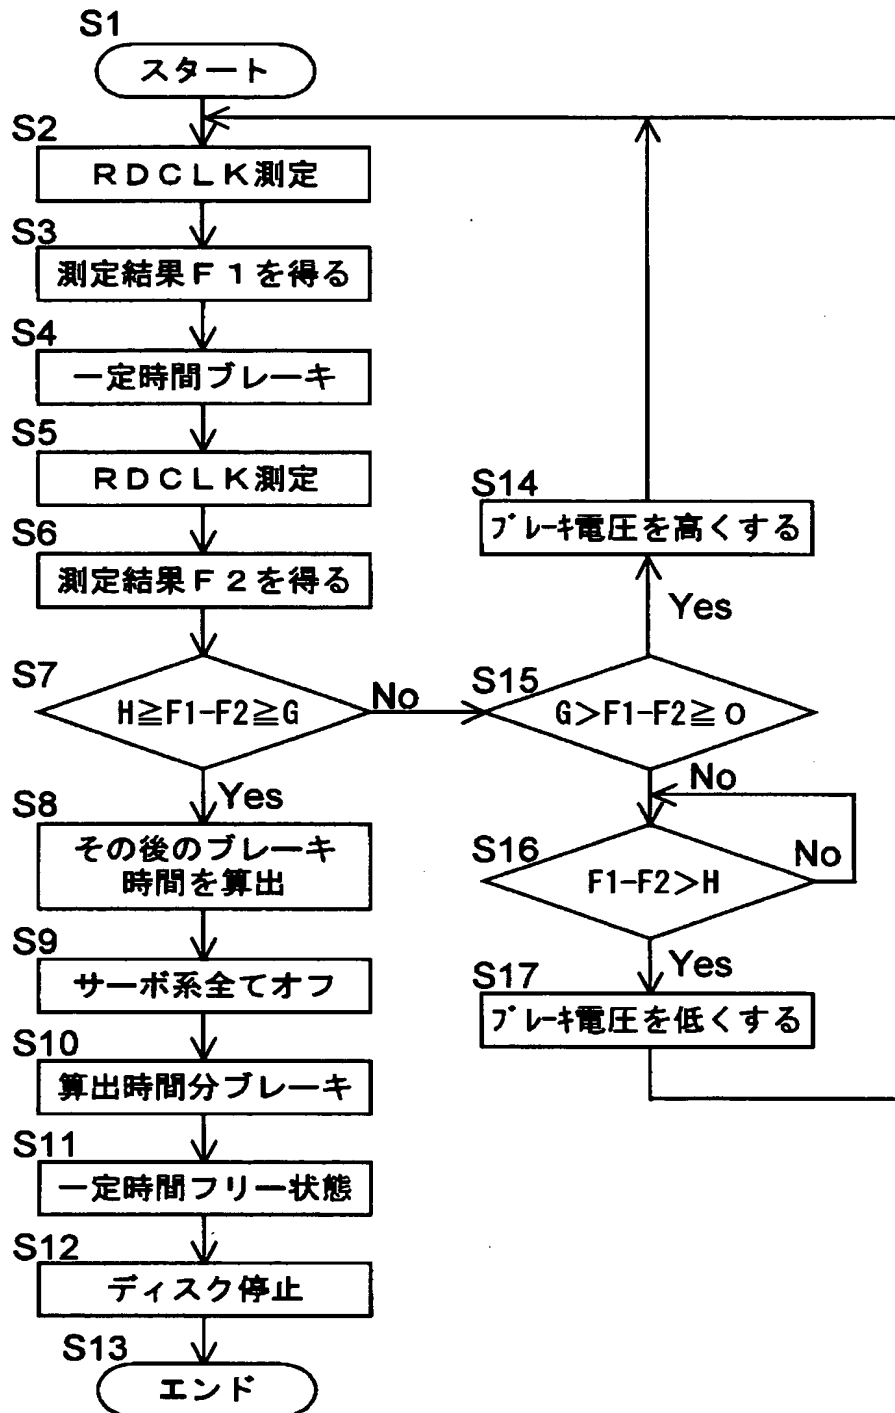 S1
スタート
S2
RDCLK測定
S3
測定結果F1を得る
S4
一定時間ブレーキ
S5
RDCLK測定
S6
測定結果F2を得る
S7
H≧F1-F2≧G
No
Yes
S8
その後のブレーキ
時間を算出
S9
サーボ系全てオフ
S10
算出時間分ブレーキ
S11
一定時間フリー状態
S12
ディスク停止
S13
エンド
S14
ブレーキ電圧を高くする
Yes
S15
G>F1-F2≧0
No
S16
F1-F2>H
No
Yes
S17
ブレーキ電圧を低くする